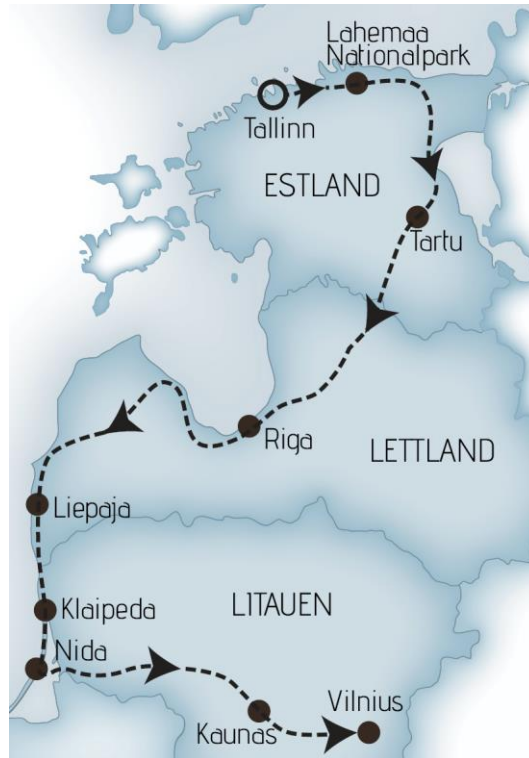 Lahemaa
Nationalpark
Tallinn
ESTLAND
Tartu
Riga
LETTLAND
Liepaja
Klaipeda
LITAUEN
Nida
Vilnius
Kaunas